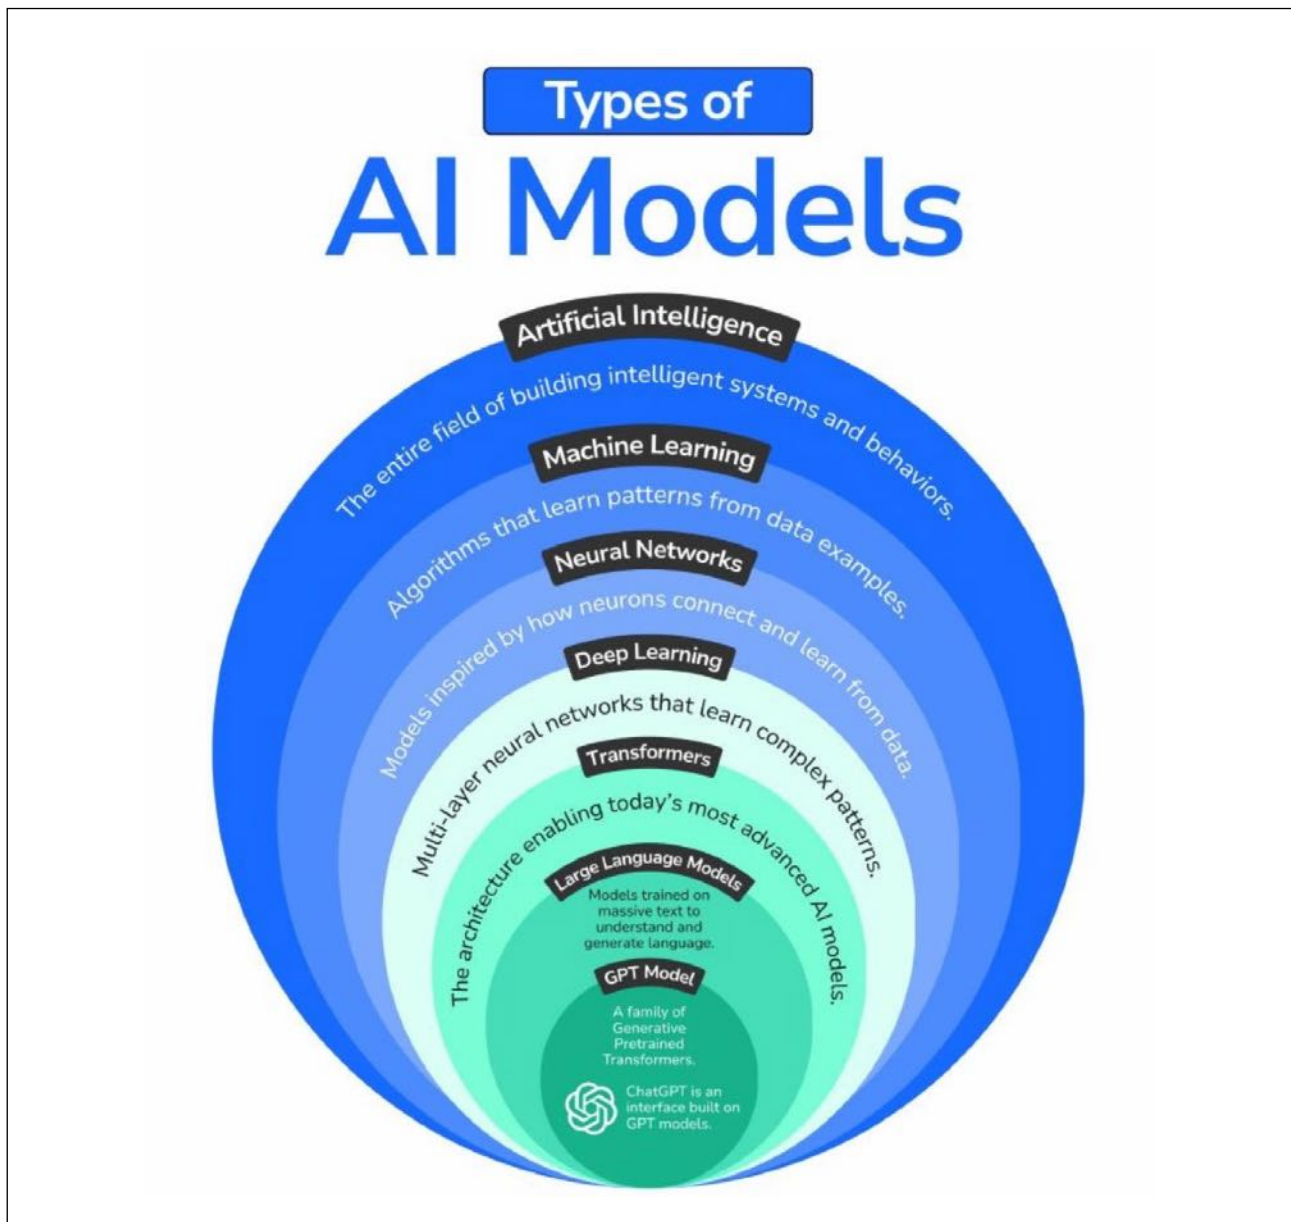 Types of
AI Models
Artificial Intelligence
The entire field of building intelligent systems and behaviors.
Machine Learning
Algorithms that learn patterns from data examples.
Neural Networks
Models inspired by how neurons connect and learn from data.
Deep Learning
Multi-layer neural networks that learn complex patterns.
Transformers
The architecture enabling today's most advanced AI models.
Large Language Models
Models trained on
massive text to
understand and
generate language.
GPT Model
A family of
Generative
Pretrained
Transformers.
ChatGPT is an
interface built on
GPT models.